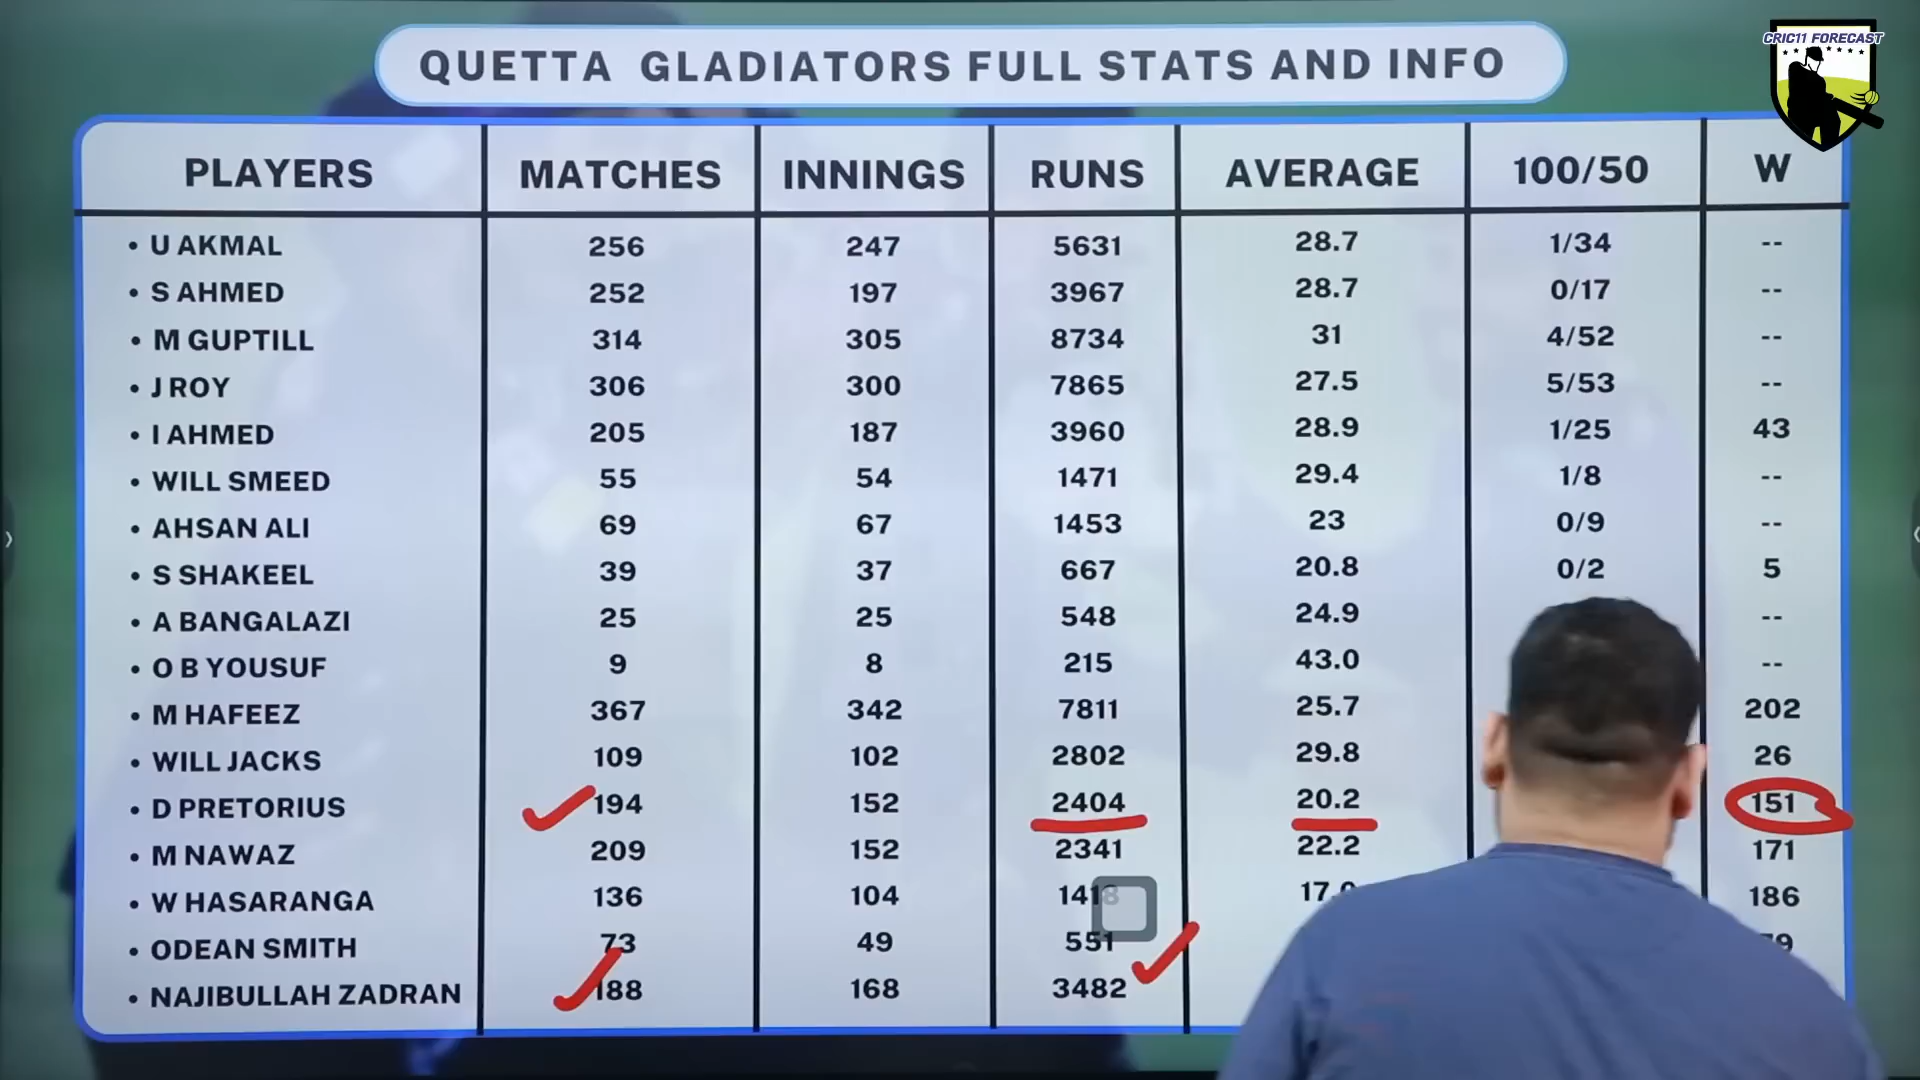 CRIC11 FORECAST
QUETTA GLADIATORS FULL STATS AND INFO
PLAYERS MATCHES INNINGS RUNS AVERAGE 100/50 W
• U AKMAL 256 247 5631 28.7 1/34 --
• S AHMED 252 197 3967 28.7 0/17 --
• M GUPTILL 314 305 8734 31 4/52 --
• J ROY 306 300 7865 27.5 5/53 --
• I AHMED 205 187 3960 28.9 1/25 43
• WILL SMEED 55 54 1471 29.4 1/8 --
• AHSAN ALI 69 67 1453 23 0/9 --
• S SHAKEEL 39 37 667 20.8 0/2 5
• A BANGALAZI 25 25 548 24.9 --
• O B YOUSUF 9 8 215 43.0 --
• M HAFEEZ 367 342 7811 25.7 202
• WILL JACKS 109 102 2802 29.8 26
• D PRETORIUS 194 152 2404 20.2 151
• M NAWAZ 209 152 2341 22.2 171
• W HASARANGA 136 104 1418 186
• ODEAN SMITH 73 49 551
• NAJIBULLAH ZADRAN 188 168 3482